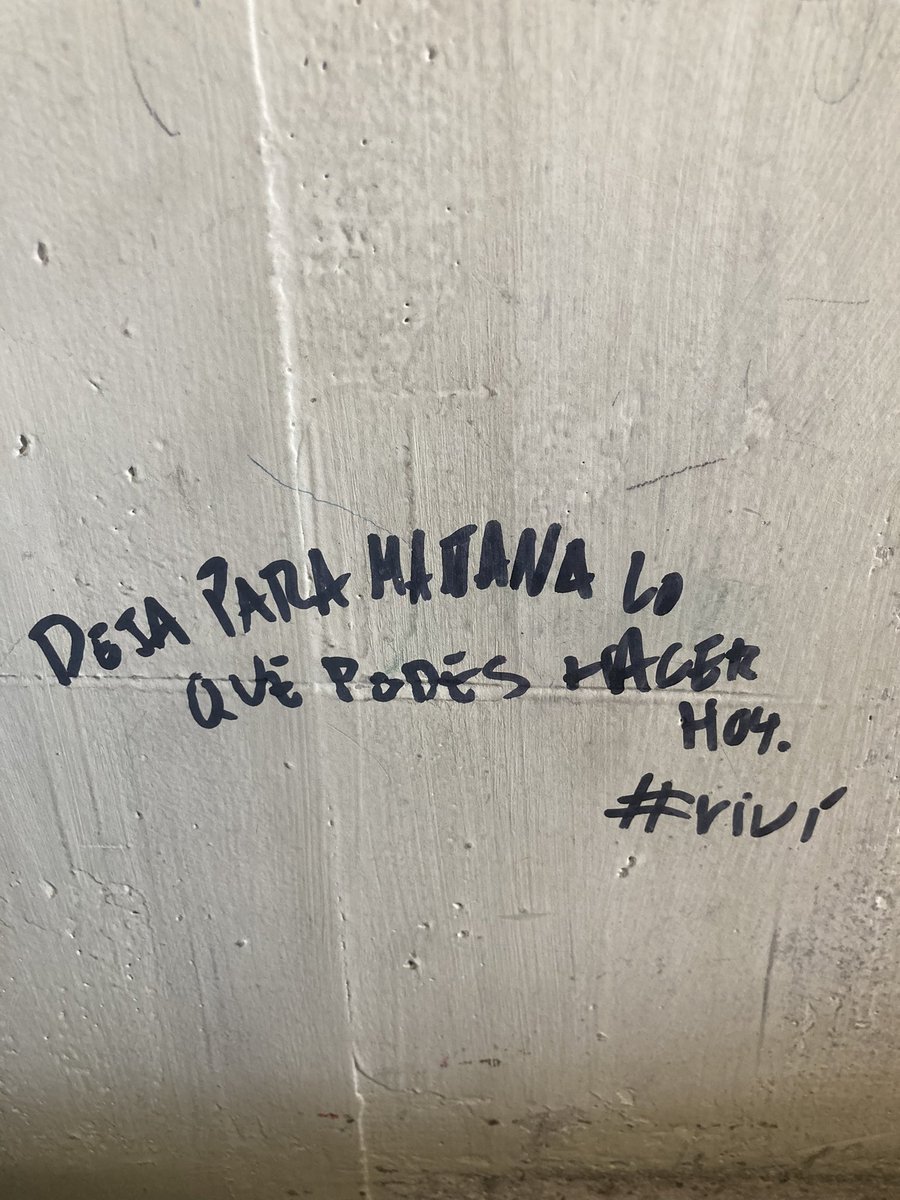 DEJA PARA MAÑANA LO
QUE PODÉS HACER
HOY.
#viví